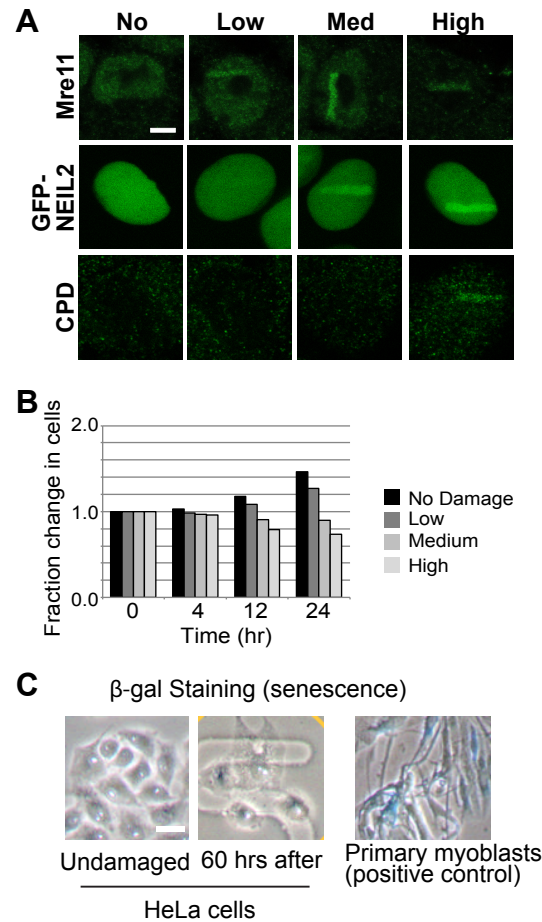 A
No Low Med High
Mre11
GFP-
NEIL2
CPD
B
Fraction change in cells
2.0
1.0
0.0
0 4 12 24
Time (hr)
No Damage
Low
Medium
High
C
β-gal Staining (senescence)
Undamaged 60 hrs after
HeLa cells
Primary myoblasts
(positive control)